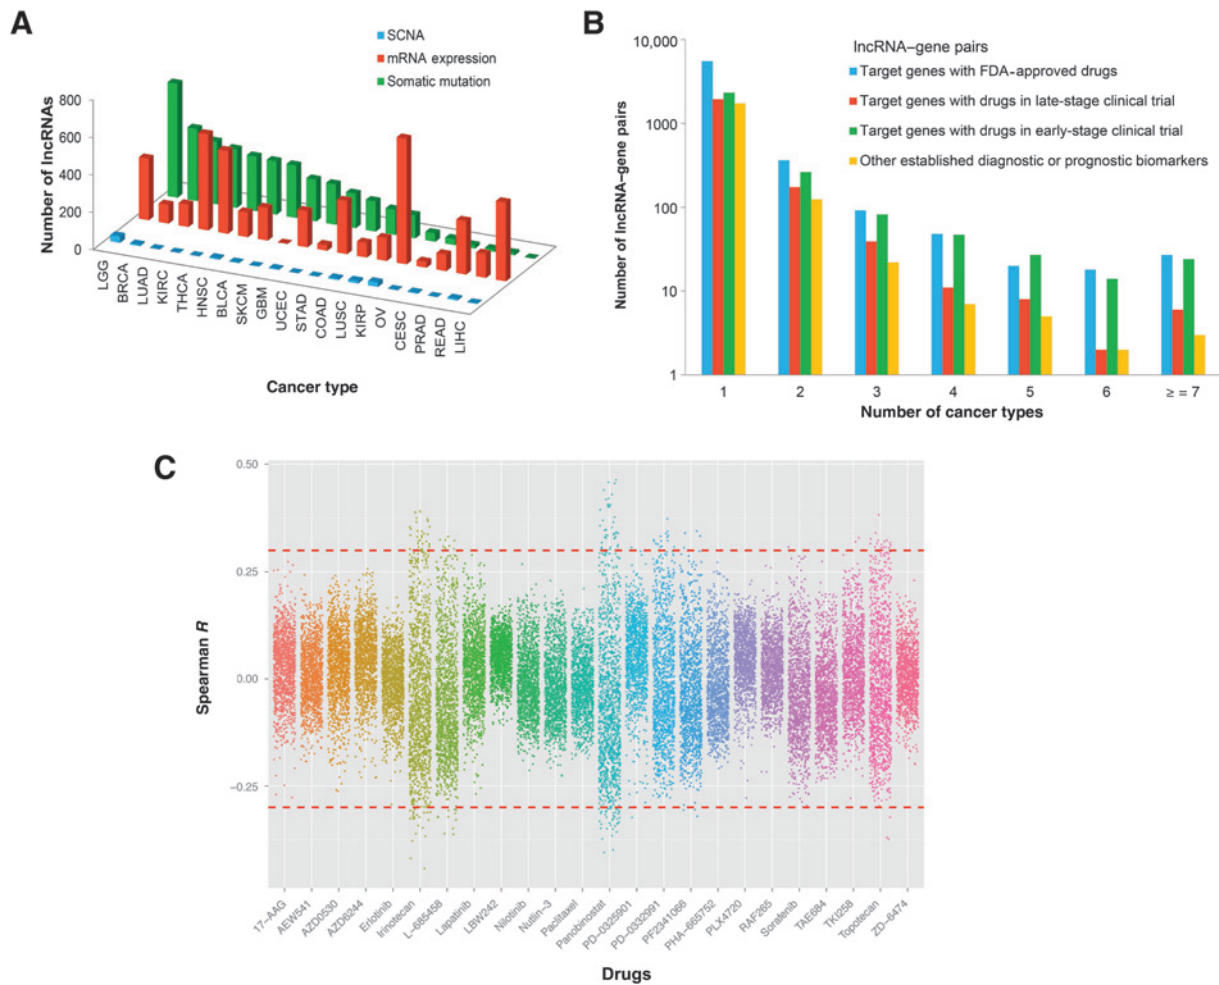 A
SCNA
mRNA expression
Somatic mutation
Number of lncRNAs
800
600
400
200
0
LGG
BRCA
LUAD
KIRC
THCA
HNSC
BLCA
SKCM
GBM
UCEC
STAD
COAD
LUSC
KIRP
OV
CESC
PRAD
READ
LIHC
Cancer type
B
lncRNA–gene pairs
Target genes with FDA-approved drugs
Target genes with drugs in late-stage clinical trial
Target genes with drugs in early-stage clinical trial
Other established diagnostic or prognostic biomarkers
Number of lncRNA–gene pairs
10,000
1000
100
10
1
1 2 3 4 5 6 ≥ = 7
Number of cancer types
C
Spearman R
0.50
0.25
0.00
−0.25
17-AAG
AEW541
AZD0530
AZD6244
Erlotinib
Irinotecan
L-685458
Lapatinib
LBW242
Nilotinib
Nutlin-3
Paclitaxel
Panobinostat
PD-0325901
PD-0332991
PF2341066
PHA-665752
PLX4720
RAF265
Sorafenib
TAE684
TKI258
Topotecan
ZD-6474
Drugs